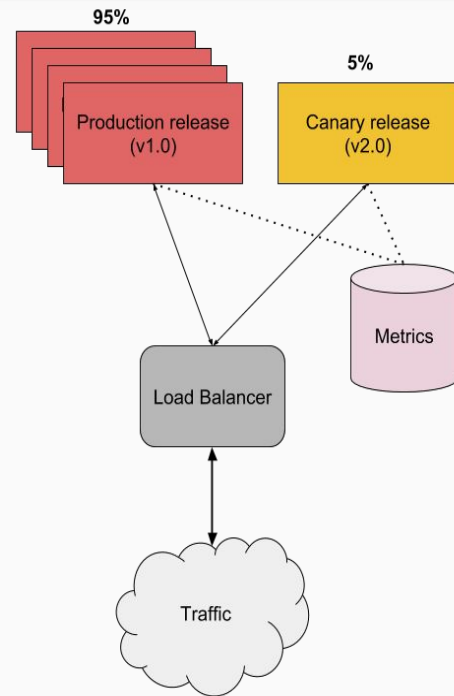 95%
5%
Production release
(v1.0)
Canary release
(v2.0)
Metrics
Load Balancer
Traffic